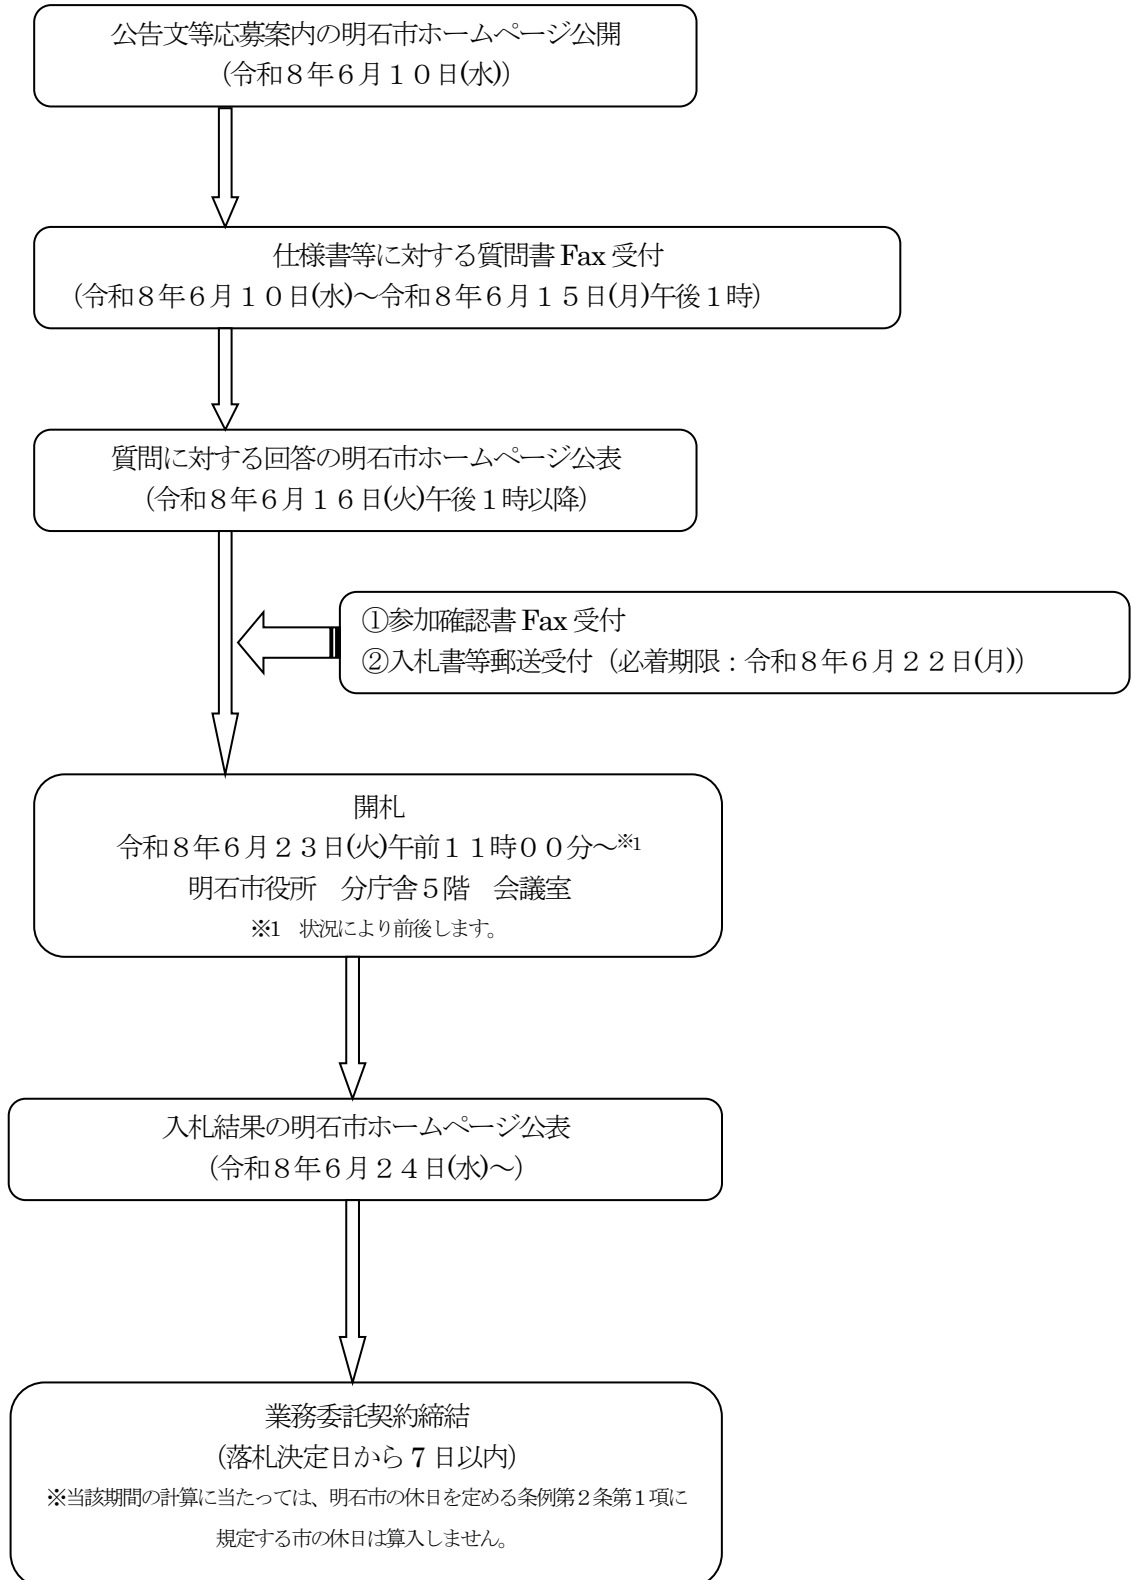 公告文等応募案内の明石市ホームページ公開
（令和８年６月１０日(水)）
仕様書等に対する質問書 Fax 受付
（令和８年６月１０日(水)～令和８年６月１５日(月)午後１時）
質問に対する回答の明石市ホームページ公表
（令和８年６月１６日(火)午後１時以降）
①参加確認書 Fax 受付
②入札書等郵送受付（必着期限：令和８年６月２２日(月)）
開札
令和８年６月２３日(火)午前１１時００分～※1
明石市役所　分庁舎５階　会議室
※1　状況により前後します。
入札結果の明石市ホームページ公表
（令和８年６月２４日(水)～）
業務委託契約締結
（落札決定日から 7 日以内）
※当該期間の計算に当たっては、明石市の休日を定める条例第２条第１項に
規定する市の休日は算入しません。